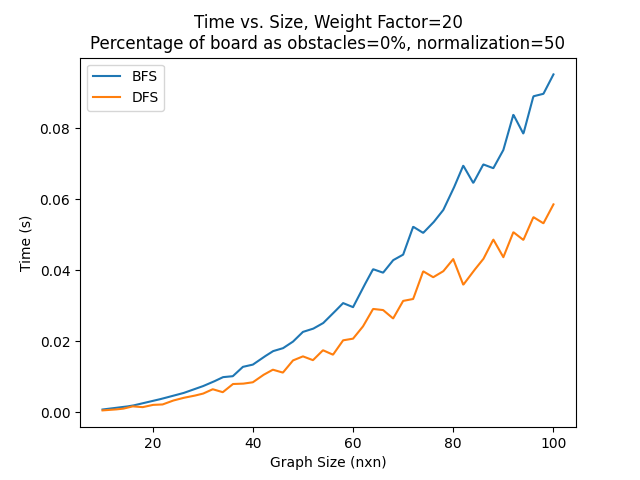 Time vs. Size, Weight Factor=20
Percentage of board as obstacles=0%, normalization=50
BFS
DFS
Time (s)
0.08
0.06
0.04
0.02
0.00
20
40
60
80
100
Graph Size (nxn)